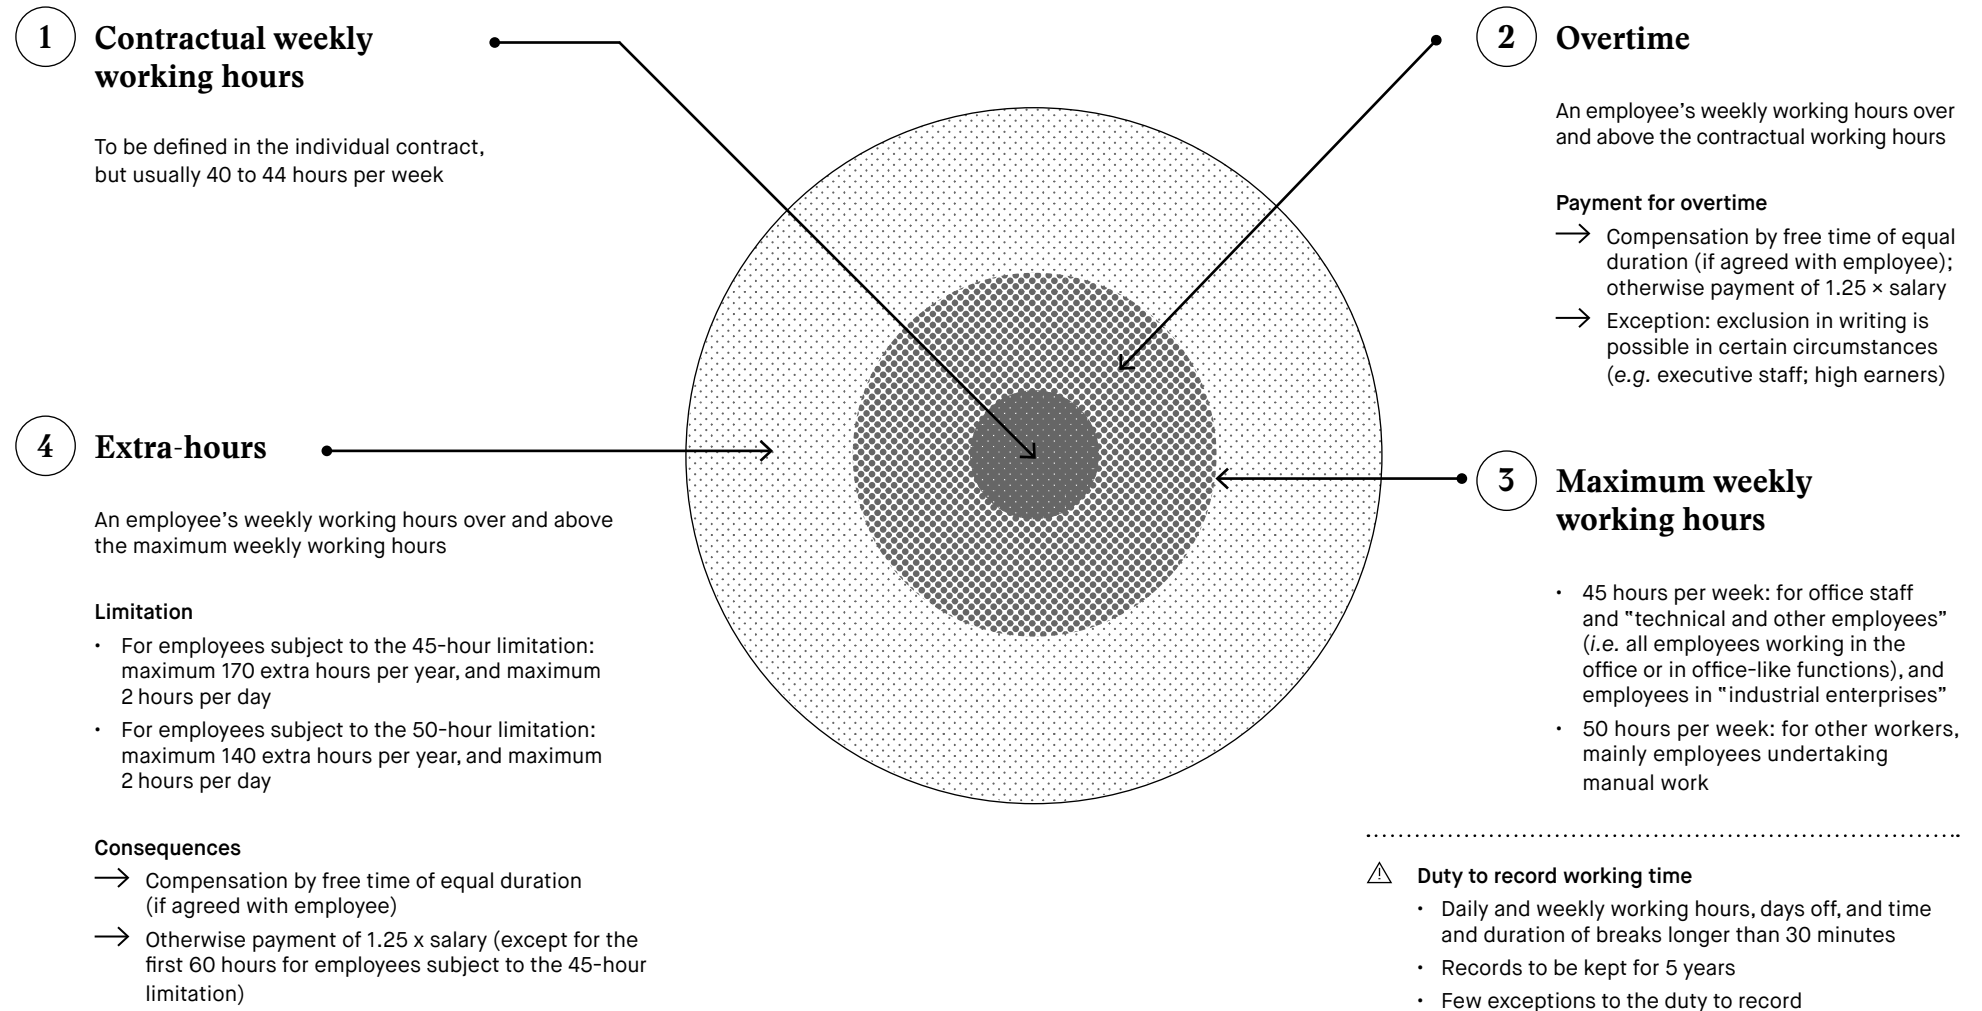 1
Contractual weekly
working hours
To be defined in the individual contract,
but usually 40 to 44 hours per week
2
Overtime
An employee’s weekly working hours over
and above the contractual working hours
Payment for overtime
→ Compensation by free time of equal
duration (if agreed with employee);
otherwise payment of 1.25 × salary
→ Exception: exclusion in writing is
possible in certain circumstances
(e.g. executive staff; high earners)
3
Maximum weekly
working hours
• 45 hours per week: for office staff
and “technical and other employees”
(i.e. all employees working in the
office or in office-like functions), and
employees in “industrial enterprises”
• 50 hours per week: for other workers,
mainly employees undertaking
manual work
4
Extra-hours
An employee’s weekly working hours over and above
the maximum weekly working hours
Limitation
• For employees subject to the 45-hour limitation:
maximum 170 extra hours per year, and maximum
2 hours per day
• For employees subject to the 50-hour limitation:
maximum 140 extra hours per year, and maximum
2 hours per day
Consequences
→ Compensation by free time of equal duration
(if agreed with employee)
→ Otherwise payment of 1.25 x salary (except for the
first 60 hours for employees subject to the 45-hour
limitation)
Duty to record working time
• Daily and weekly working hours, days off, and time
and duration of breaks longer than 30 minutes
• Records to be kept for 5 years
• Few exceptions to the duty to record